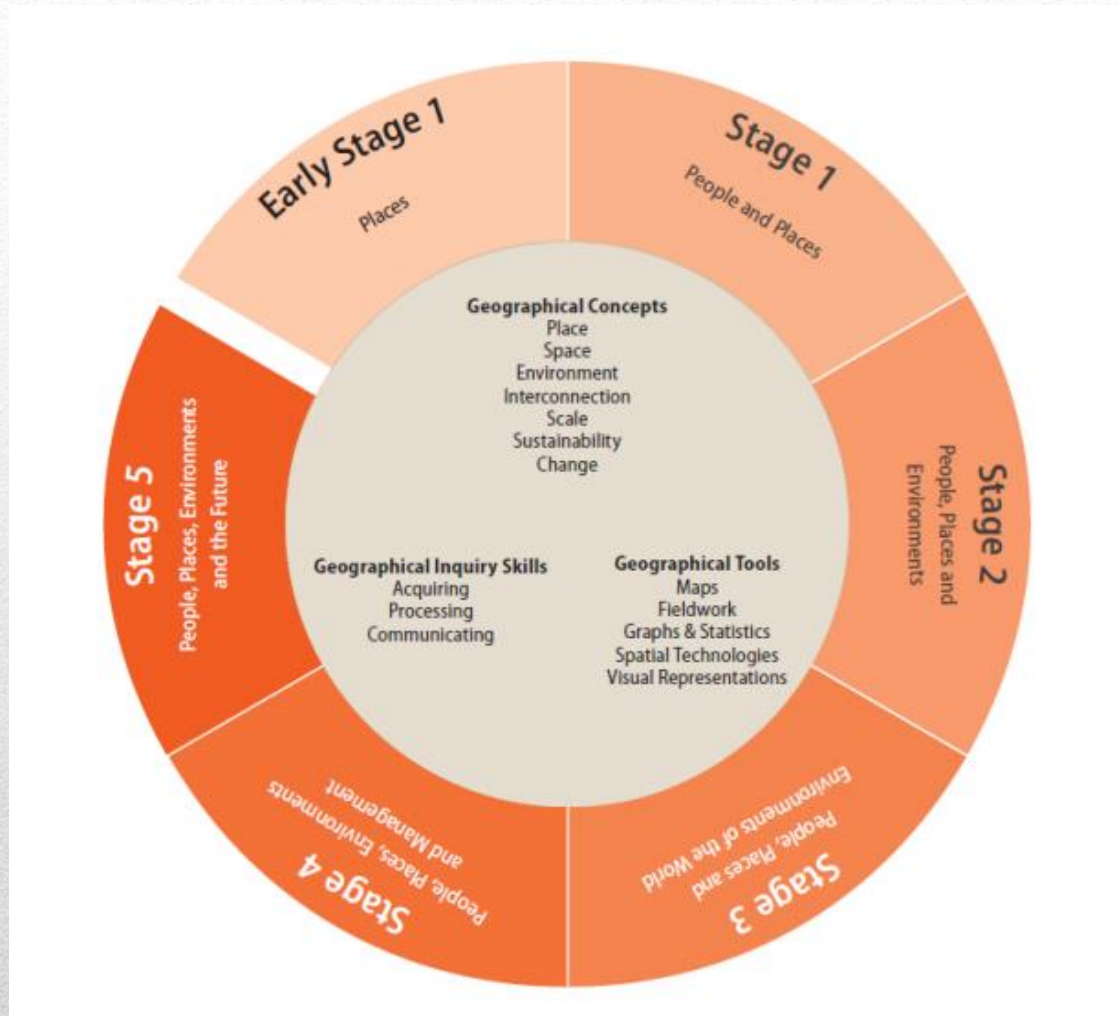 Early Stage 1
Places
Stage 1
People and Places
Stage 2
People, Places and
Environments
Stage 3
People, Places and
Environments of the World
Stage 4
People, Places, Environments
and Management
Stage 5
People, Places, Environments
and the Future
Geographical Concepts
Place
Space
Environment
Interconnection
Scale
Sustainability
Change
Geographical Inquiry Skills
Acquiring
Processing
Communicating
Geographical Tools
Maps
Fieldwork
Graphs & Statistics
Spatial Technologies
Visual Representations